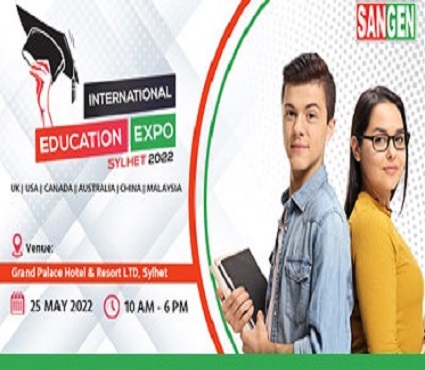 SANGEN
INTERNATIONAL
EDUCATION EXPO
SYLHET 2022
UK | USA | CANADA || AUSTRALIA || CHINA || MALAYSIA
Venue:
Grand Palace Hotel & Resort LTD, Sylhet
25 MAY 2022
10 AM - 6 PM